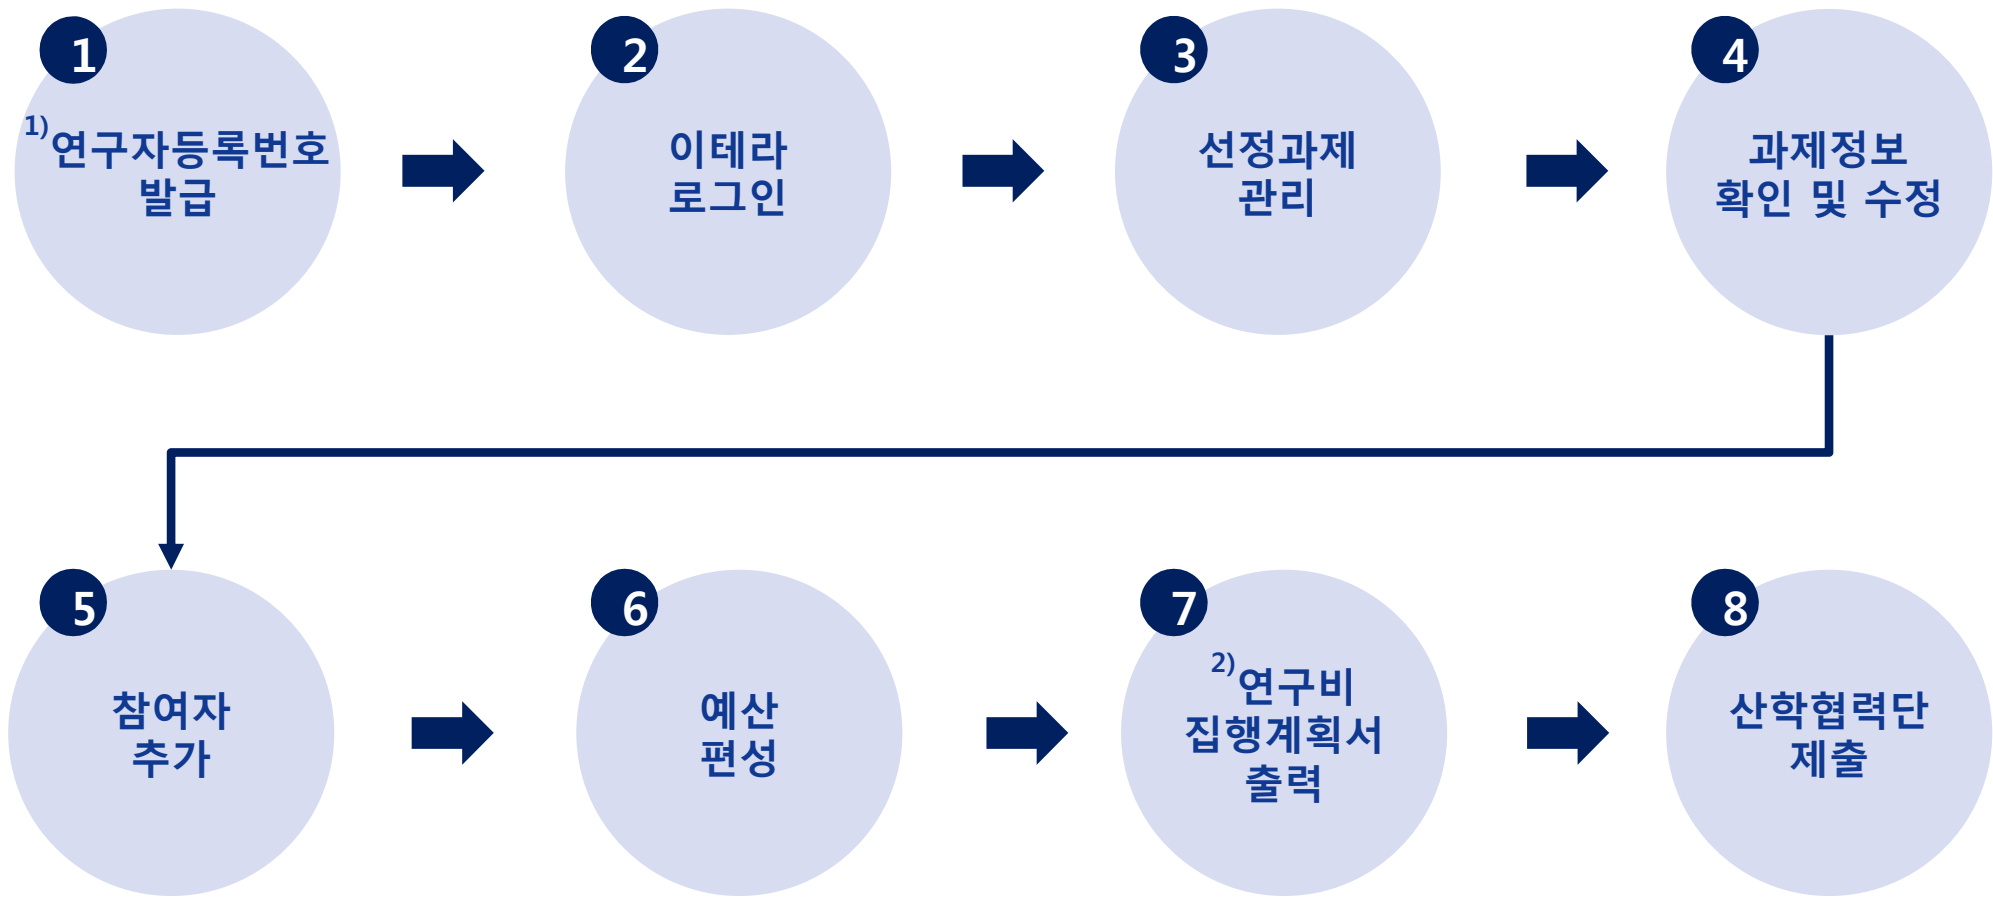 1
1)연구자등록번호
발급
2
이테라
로그인
3
선정과제
관리
4
과제정보
확인 및 수정
5
참여자
추가
6
예산
편성
7
2)연구비
집행계획서
출력
8
산학협력단
제출